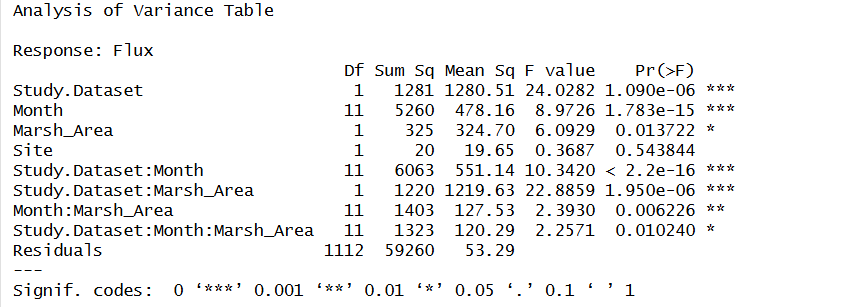 Analysis of Variance Table

Response: Flux
                             Df Sum Sq Mean Sq F value    Pr(>F)    
Study.Dataset                 1   1281 1280.51 24.0282 1.090e-06 ***
Month                        11   5260  478.16  8.9726 1.783e-15 ***
Marsh_Area                    1    325  324.70  6.0929  0.013722 *  
Site                          1     20   19.65  0.3687  0.543844    
Study.Dataset:Month          11   6063  551.14 10.3420 < 2.2e-16 ***
Study.Dataset:Marsh_Area      1   1220 1219.63 22.8859 1.950e-06 ***
Month:Marsh_Area             11   1403  127.53  2.3930  0.006226 ** 
Study.Dataset:Month:Marsh_Area 11   1323  120.29  2.2571  0.010240 *  
Residuals                  1112  59260   53.29                      
---
Signif. codes:  0 ‘***’ 0.001 ‘**’ 0.01 ‘*’ 0.05 ‘.’ 0.1 ‘ ’ 1